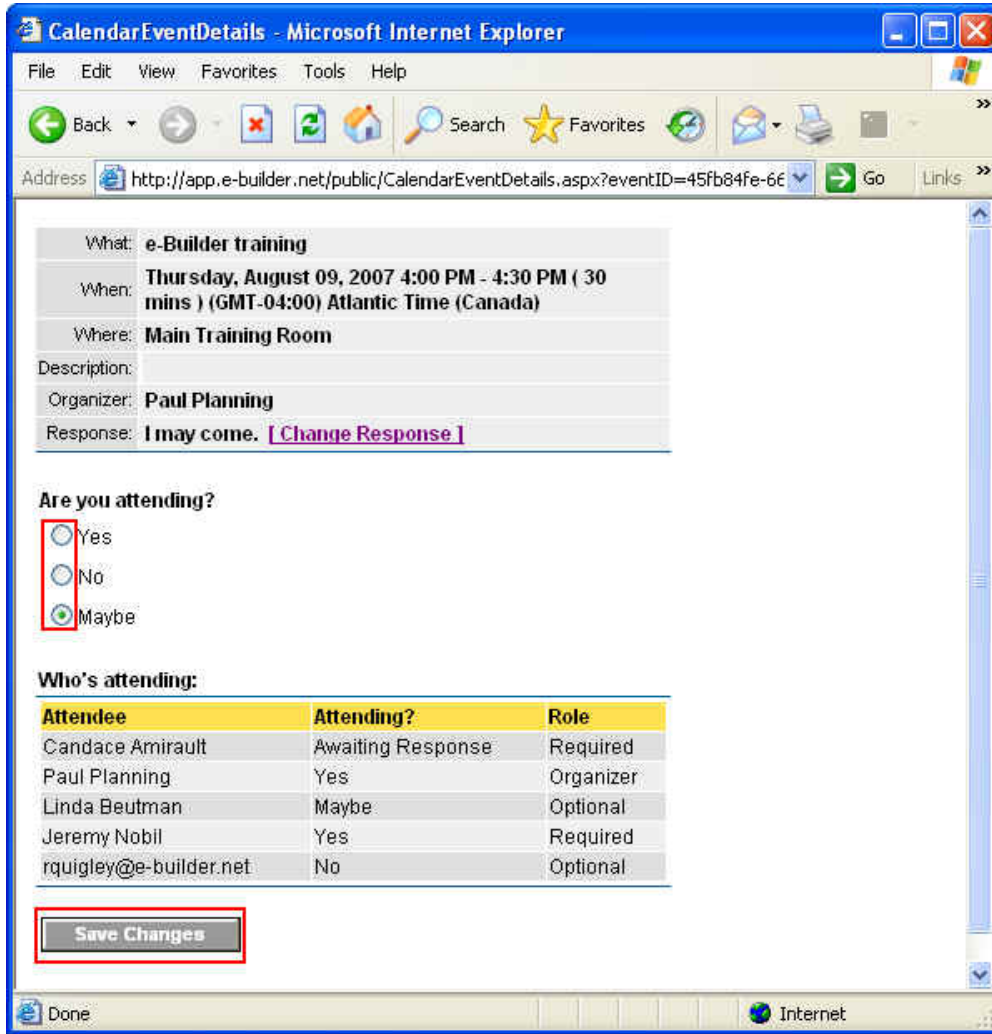 CalendarEventDetails - Microsoft Internet Explorer
File Edit View Favorites Tools Help
Back Search Favorites »
Address http://app.e-builder.net/public/CalendarEventDetails.aspx?eventID=45fb84fe-66 Go Links »
What: e-Builder training
When: Thursday, August 09, 2007 4:00 PM - 4:30 PM ( 30
mins ) (GMT-04:00) Atlantic Time (Canada)
Where: Main Training Room
Description:
Organizer: Paul Planning
Response: I may come. [ Change Response ]
Are you attending?
Yes
No
Maybe
Who's attending:
Attendee Attending? Role
Candace Amirault Awaiting Response Required
Paul Planning Yes Organizer
Linda Beutman Maybe Optional
Jeremy Nobil Yes Required
rquigley@e-builder.net No Optional
Save Changes
Done Internet